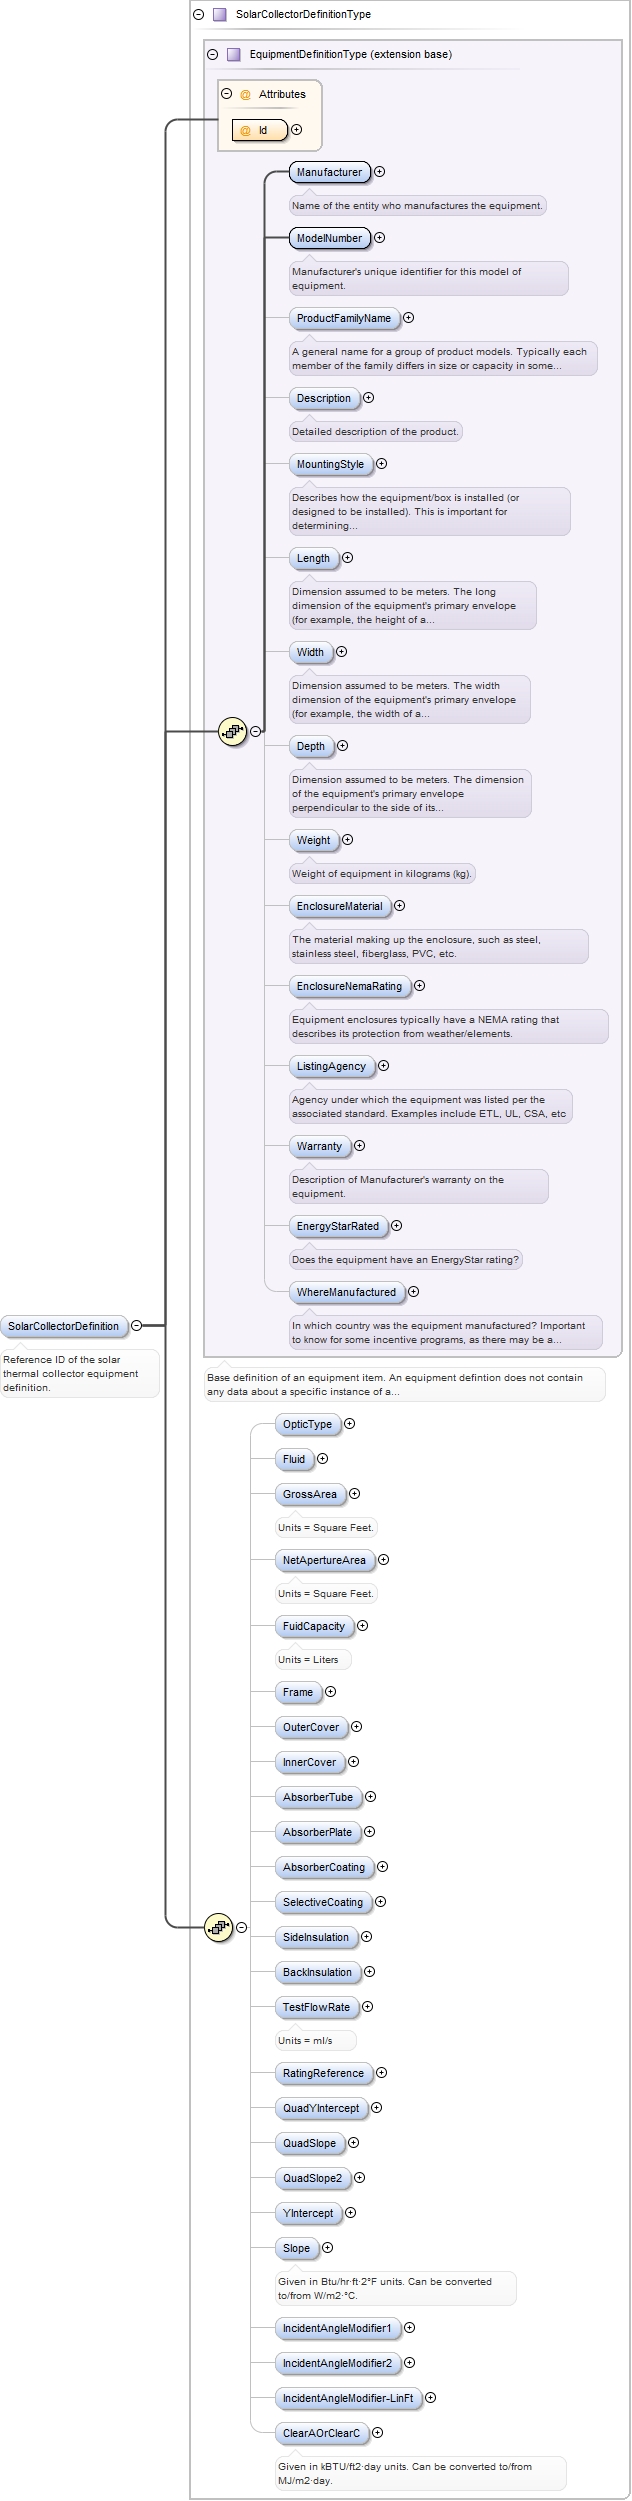 SolarCollectorDefinitionType
EquipmentDefinitionType (extension base)
@ Attributes
@ Id
Manufacturer
Name of the entity who manufactures the equipment.
ModelNumber
Manufacturer's unique identifier for this model of
equipment.
ProductFamilyName
A general name for a group of product models. Typically each
member of the family differs in size or capacity in some...
Description
Detailed description of the product.
MountingStyle
Describes how the equipment/box is installed (or
designed to be installed). This is important for
determining...
Length
Dimension assumed to be meters. The long
dimension of the equipment's primary envelope
(for example, the height of a...
Width
Dimension assumed to be meters. The width
dimension of the equipment's primary envelope
(for example, the width of a...
Depth
Dimension assumed to be meters. The dimension
of the equipment's primary envelope
perpendicular to the side of its...
Weight
Weight of equipment in kilograms (kg).
EnclosureMaterial
The material making up the enclosure, such as steel,
stainless steel, fiberglass, PVC, etc.
EnclosureNemaRating
Equipment enclosures typically have a NEMA rating that
describes its protection from weather/elements.
ListingAgency
Agency under which the equipment was listed per the
associated standard. Examples include ETL, UL, CSA, etc
Warranty
Description of Manufacturer's warranty on the
equipment.
EnergyStarRated
Does the equipment have an EnergyStar rating?
WhereManufactured
In which country was the equipment manufactured? Important
to know for some incentive programs, as there may be a...
SolarCollectorDefinition
Reference ID of the solar
thermal collector equipment
definition.
Base definition of an equipment item. An equipment defintion does not contain
any data about a specific instance of a...
OpticType
Fluid
GrossArea
Units = Square Feet.
NetApertureArea
Units = Square Feet.
FuidCapacity
Units = Liters
Frame
OuterCover
InnerCover
AbsorberTube
AbsorberPlate
AbsorberCoating
SelectiveCoating
SideInsulation
BackInsulation
TestFlowRate
Units = ml/s
RatingReference
QuadYIntercept
QuadSlope
QuadSlope2
YIntercept
Slope
Given in Btu/hr·ft·2°F units. Can be converted
to/from W/m2·°C.
IncidentAngleModifier1
IncidentAngleModifier2
IncidentAngleModifier-LinFt
ClearAOrClearC
Given in kBTU/ft2·day units. Can be converted to/from
MJ/m2·day.